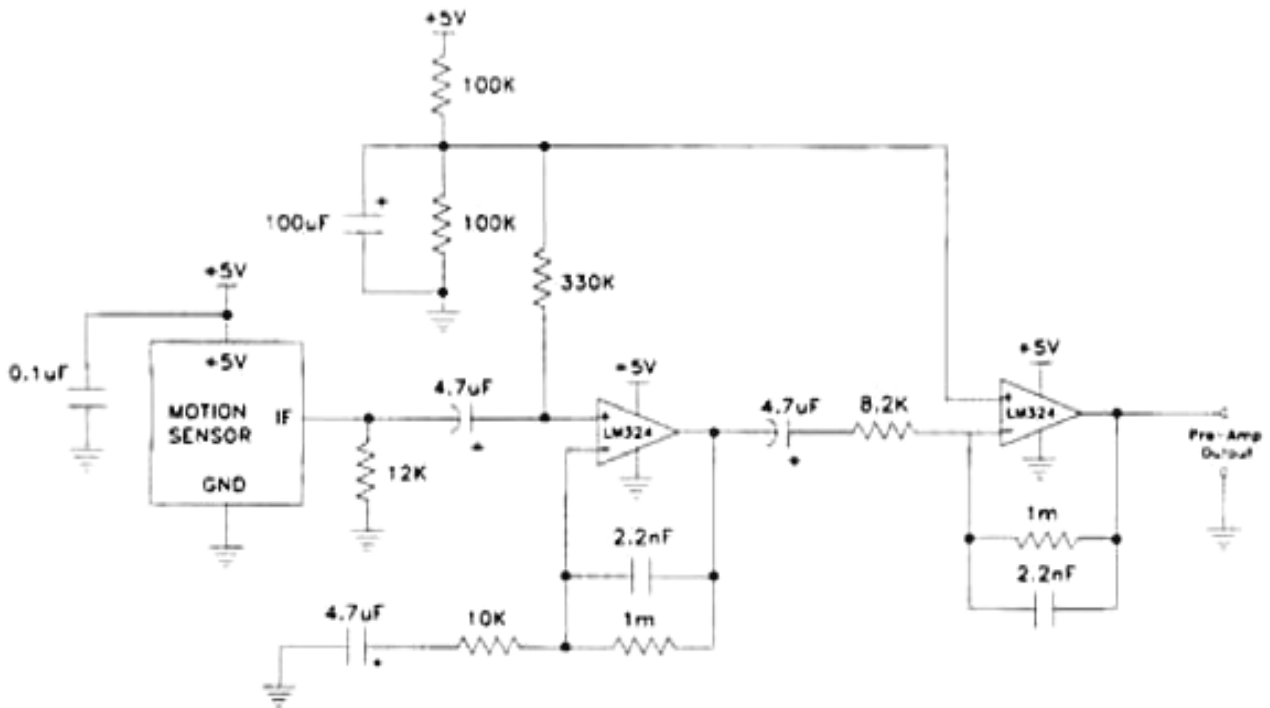 +5V
100K
100uF
+
100K
330K
+5V
0.1uF
+5V
MOTION
SENSOR
IF
GND
4.7uF
+
12K
+5V
+
LM324
-
4.7uF
+
8.2K
+5V
+
LM324
-
Pre-Amp
Output
2.2nF
1m
1m
2.2nF
4.7uF
+
10K